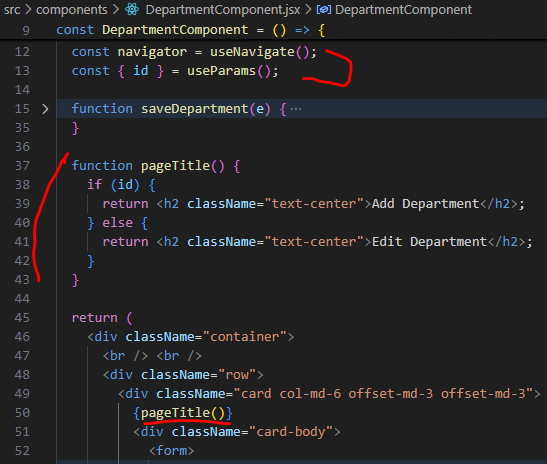 src > components > DepartmentComponent.jsx > DepartmentComponent
9 const DepartmentComponent = () => {
12 const navigator = useNavigate();
13 const { id } = useParams();
14
15 function saveDepartment(e) { ···
35 }
36
37 function pageTitle() {
38 if (id) {
39 return <h2 className="text-center">Add Department</h2>;
40 } else {
41 return <h2 className="text-center">Edit Department</h2>;
42 }
43 }
44
45 return (
46 <div className="container">
47 <br /> <br />
48 <div className="row">
49 <div className="card col-md-6 offset-md-3 offset-md-3">
50 {pageTitle()}
51 <div className="card-body">
52 <form>